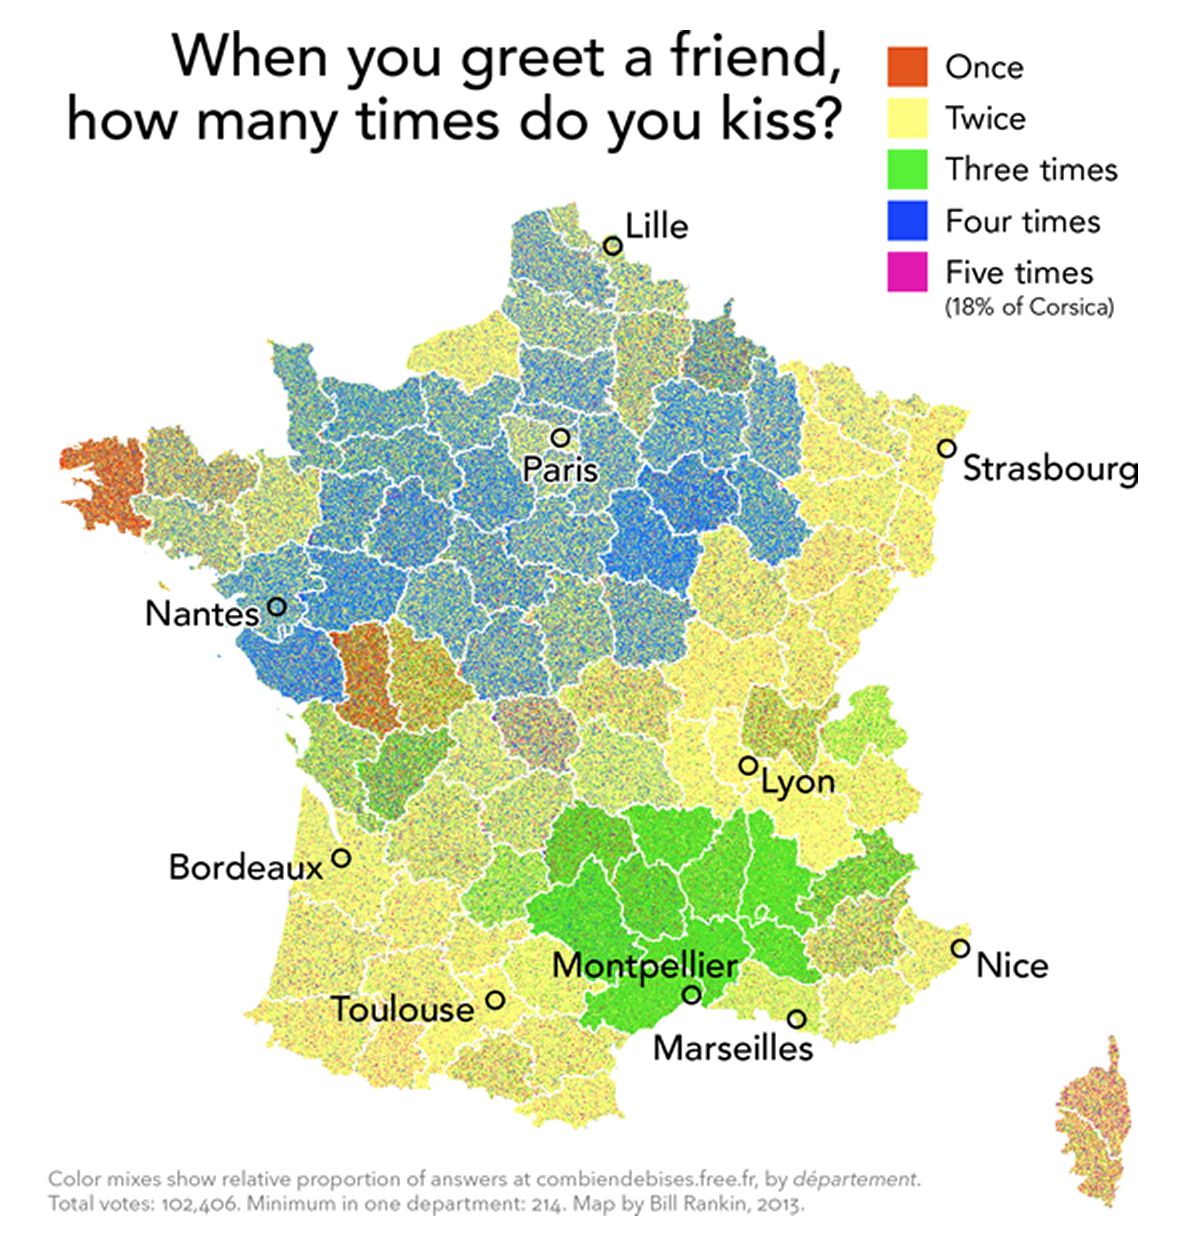 When you greet a friend,
how many times do you kiss?
Once
Twice
Three times
Four times
Five times
(18% of Corsica)
Lille
Paris
Strasbourg
Nantes
Lyon
Bordeaux
Montpellier
Nice
Toulouse
Marseilles
Color mixes show relative proportion of answers at combiendebises.free.fr, by département.
Total votes: 102,406. Minimum in one department: 214. Map by Bill Rankin, 2013.